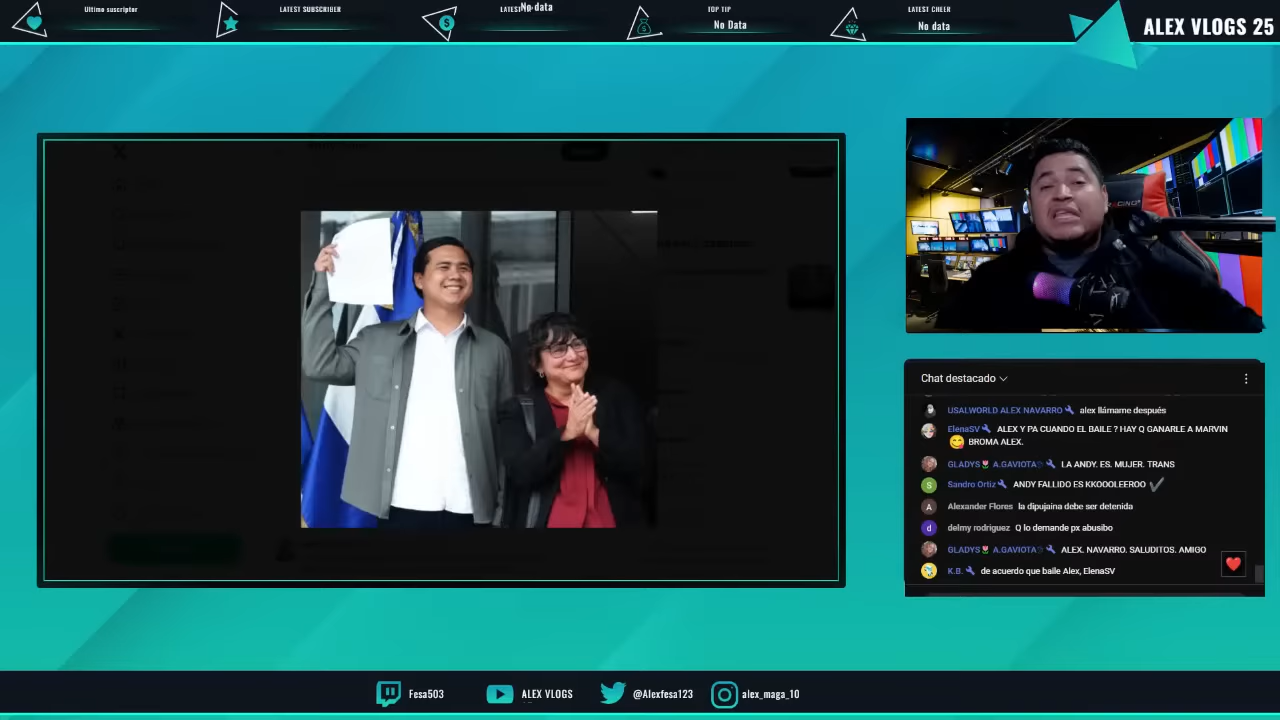 Ultimo suscriptor
LATEST SUBSCRIBER
LATEST
No data
TOP TIP
No Data
LATEST CHEER
No data
ALEX VLOGS 25
Chat destacado
USALWORLD ALEX NAVARRO alex llámame después
ElenaSV ALEX Y PA CUANDO EL BAILE ? HAY Q GANARLE A MARVIN
BROMA ALEX.
GLADYS A.GAVIOTA LA ANDY. ES. MUJER. TRANS
Sandro Ortiz ANDY FALLIDO ES KKOOOLEEROO
Alexander Flores la dipujaina debe ser detenida
delmy rodriguez Q lo demande px abusibo
GLADYS A.GAVIOTA ALEX. NAVARRO. SALUDITOS. AMIGO
K.B. de acuerdo que baile Alex, ElenaSV
Fesa503
ALEX VLOGS
@Alexfesa123
alex_maga_10